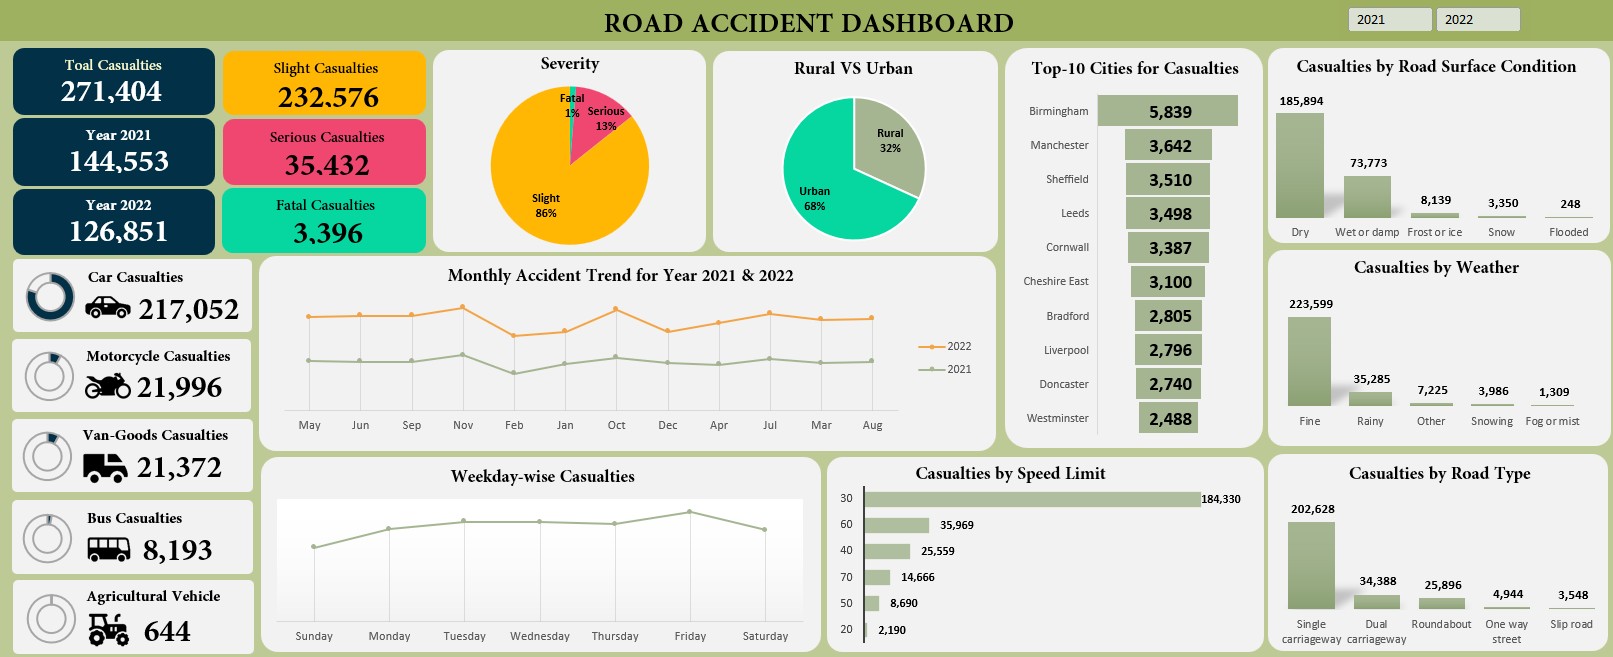 ROAD ACCIDENT DASHBOARD
2021
2022
Toal Casualties
271,404
Year 2021
144,553
Year 2022
126,851
Slight Casualties
232,576
Serious Casualties
35,432
Fatal Casualties
3,396
Severity
Fatal
1%
Serious
13%
Slight
86%
Rural VS Urban
Rural
32%
Urban
68%
Top-10 Cities for Casualties
Birmingham 5,839
Manchester 3,642
Sheffield 3,510
Leeds 3,498
Cornwall 3,387
Cheshire East 3,100
Bradford 2,805
Liverpool 2,796
Doncaster 2,740
Westminster 2,488
Casualties by Road Surface Condition
185,894 73,773 8,139 3,350 248
Dry Wet or damp Frost or ice Snow Flooded
Car Casualties
217,052
Motorcycle Casualties
21,996
Van-Goods Casualties
21,372
Bus Casualties
8,193
Agricultural Vehicle
644
Monthly Accident Trend for Year 2021 & 2022
2022
2021
May Jun Sep Nov Feb Jan Oct Dec Apr Jul Mar Aug
Casualties by Weather
223,599 35,285 7,225 3,986 1,309
Fine Rainy Other Snowing Fog or mist
Weekday-wise Casualties
Sunday Monday Tuesday Wednesday Thursday Friday Saturday
Casualties by Speed Limit
30 184,330
60 35,969
40 25,559
70 14,666
50 8,690
20 2,190
Casualties by Road Type
202,628 34,388 25,896 4,944 3,548
Single Dual Roundabout One way Slip road
carriageway carriageway street